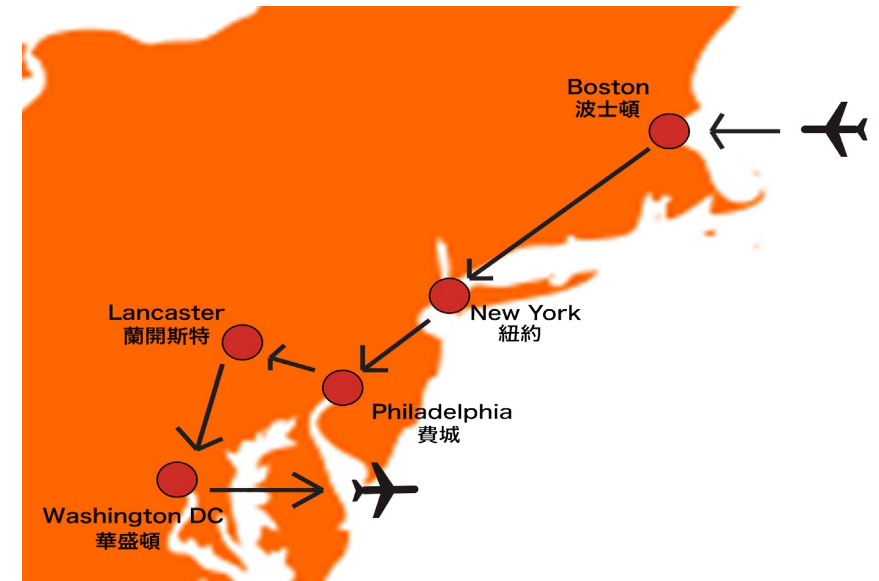 Boston
波士頓
New York
紐約
Lancaster
蘭開斯特
Philadelphia
費城
Washington DC
華盛頓